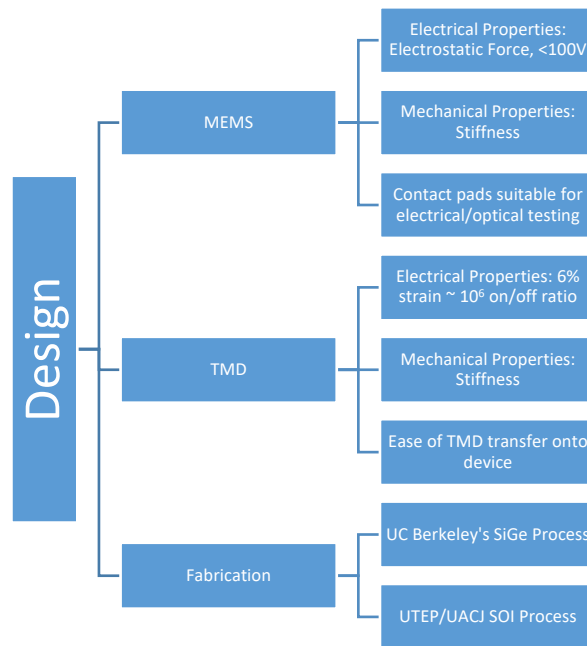 Design
MEMS
Electrical Properties:
Electrostatic Force, <100V
Mechanical Properties:
Stiffness
Contact pads suitable for
electrical/optical testing
TMD
Electrical Properties: 6%
strain ~ 10⁶ on/off ratio
Mechanical Properties:
Stiffness
Ease of TMD transfer onto
device
Fabrication
UC Berkeley's SiGe Process
UTEP/UACJ SOI Process